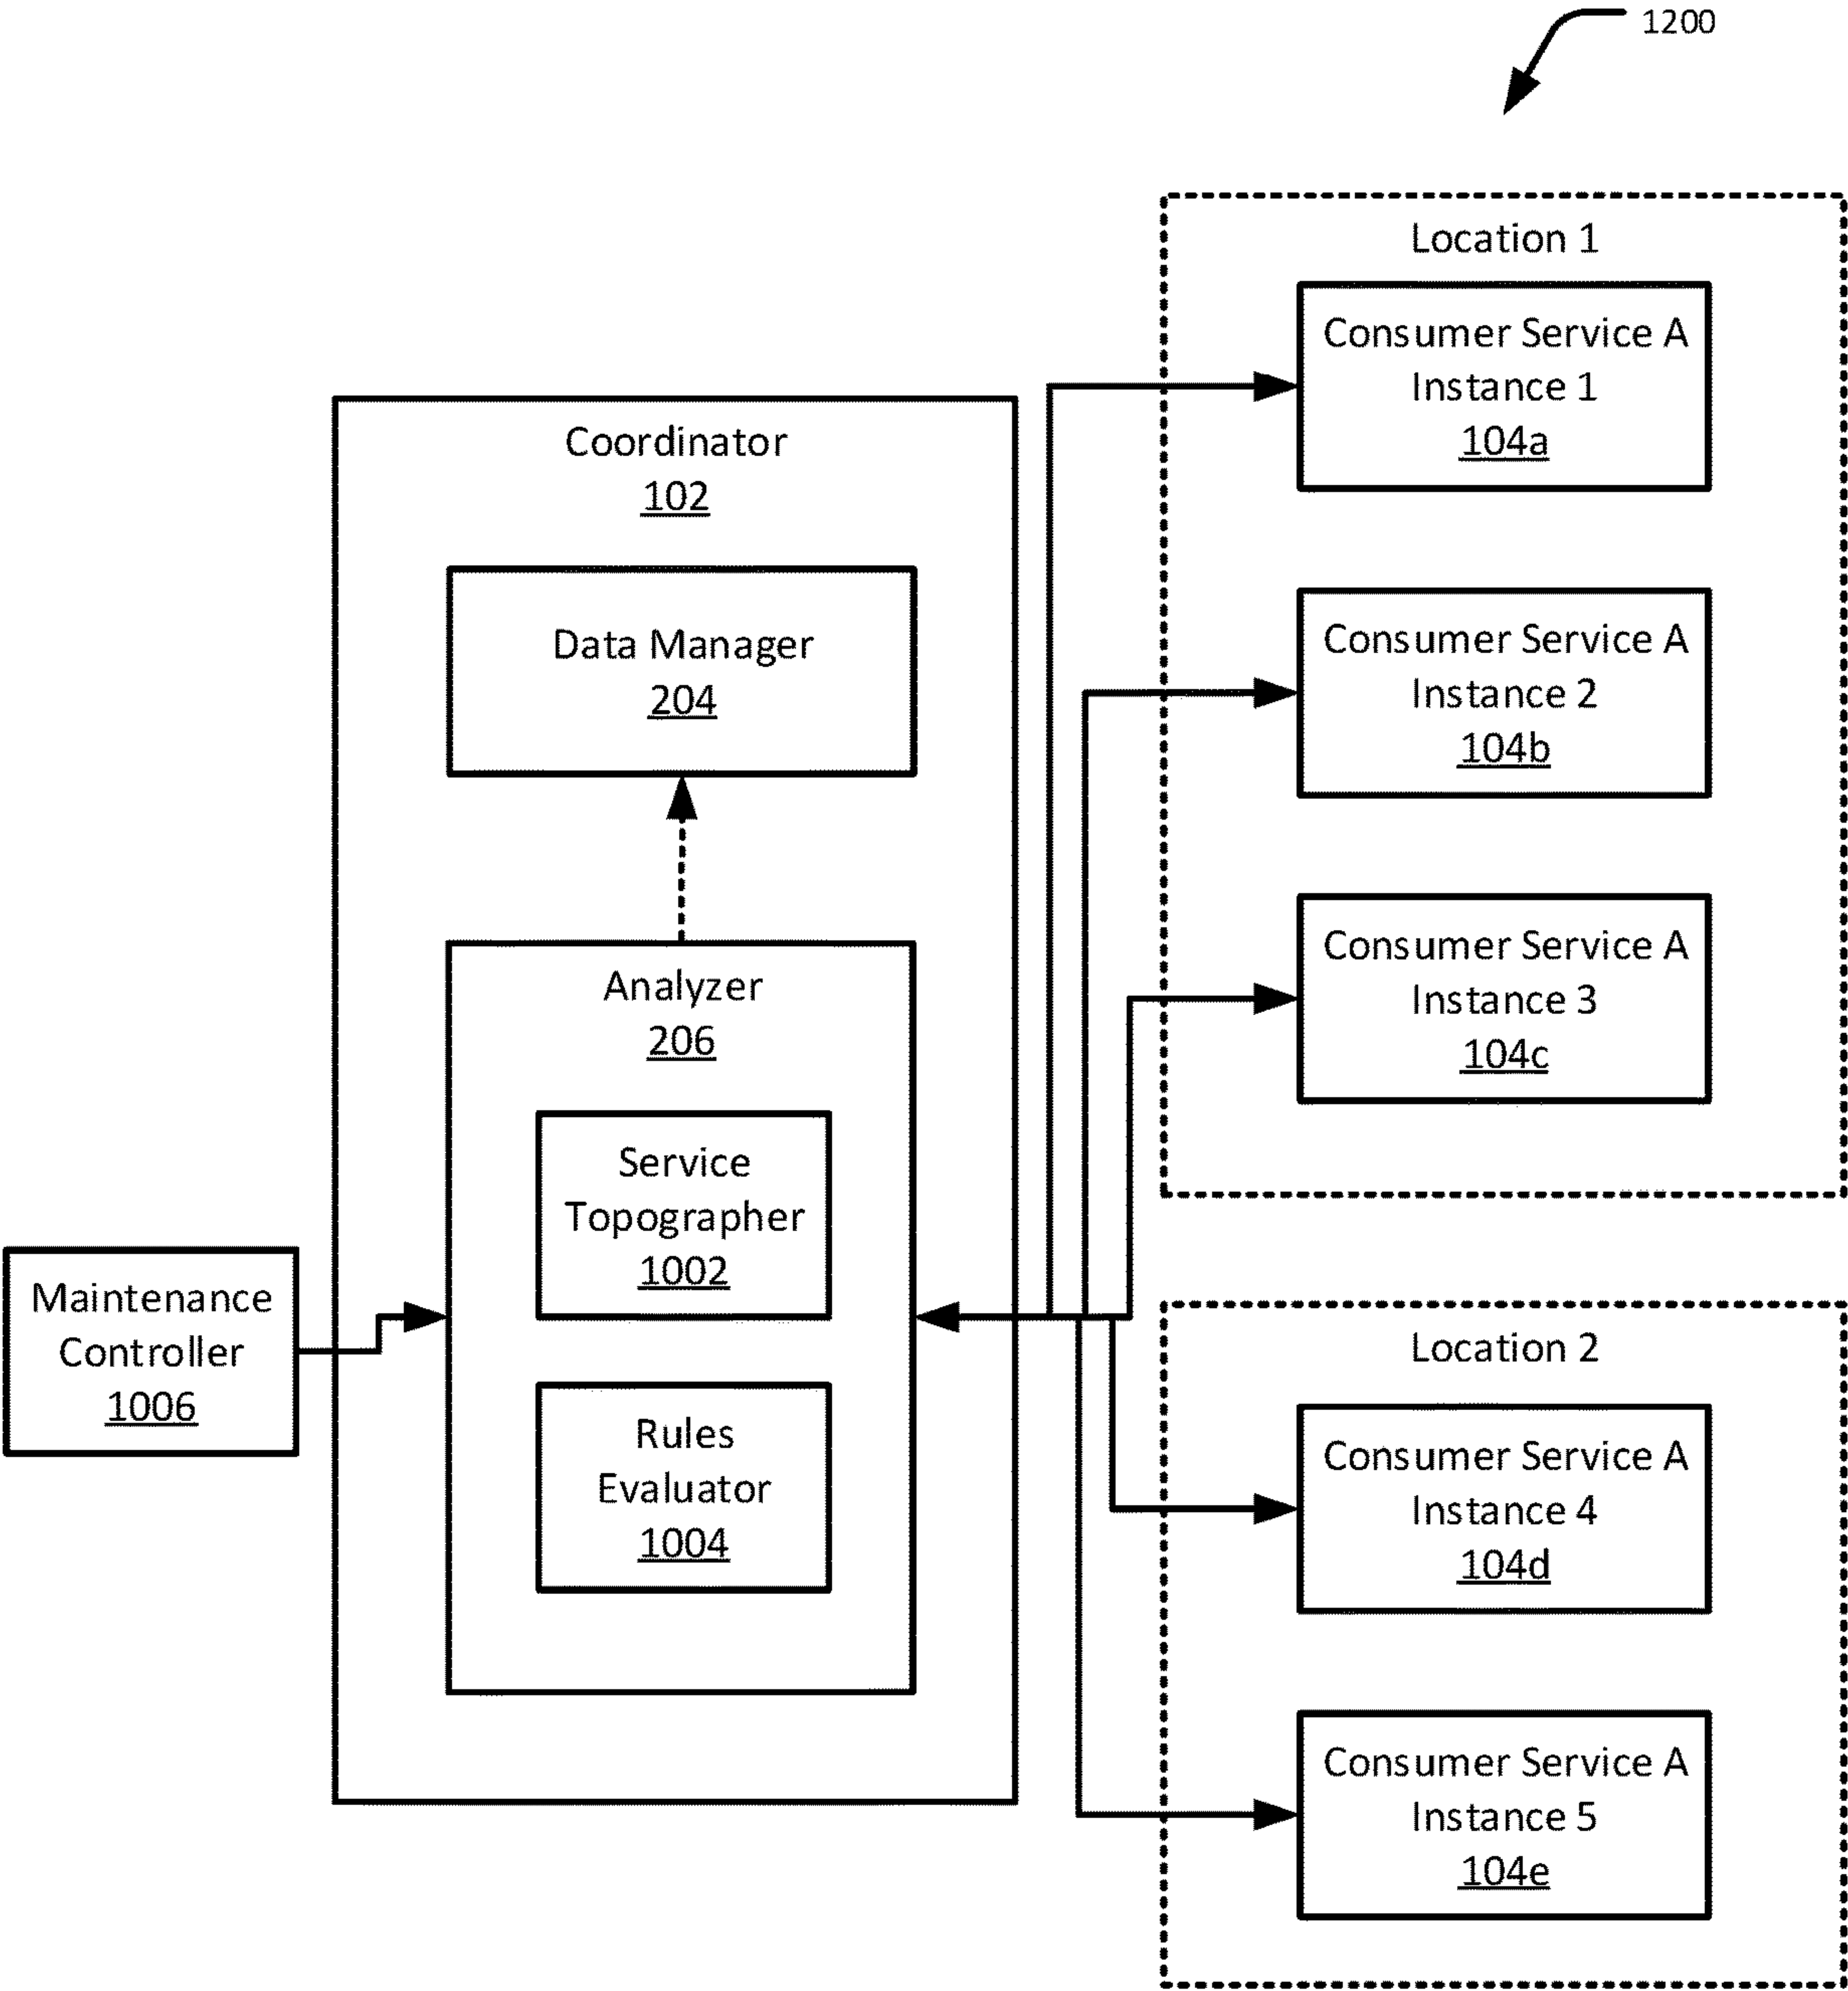 1200
Location 1
Consumer Service A
Instance 1
104a
Consumer Service A
Instance 2
104b
Consumer Service A
Instance 3
104c
Coordinator
102
Data Manager
204
Analyzer
206
Service
Topographer
1002
Rules
Evaluator
1004
Maintenance
Controller
1006
Location 2
Consumer Service A
Instance 4
104d
Consumer Service A
Instance 5
104e